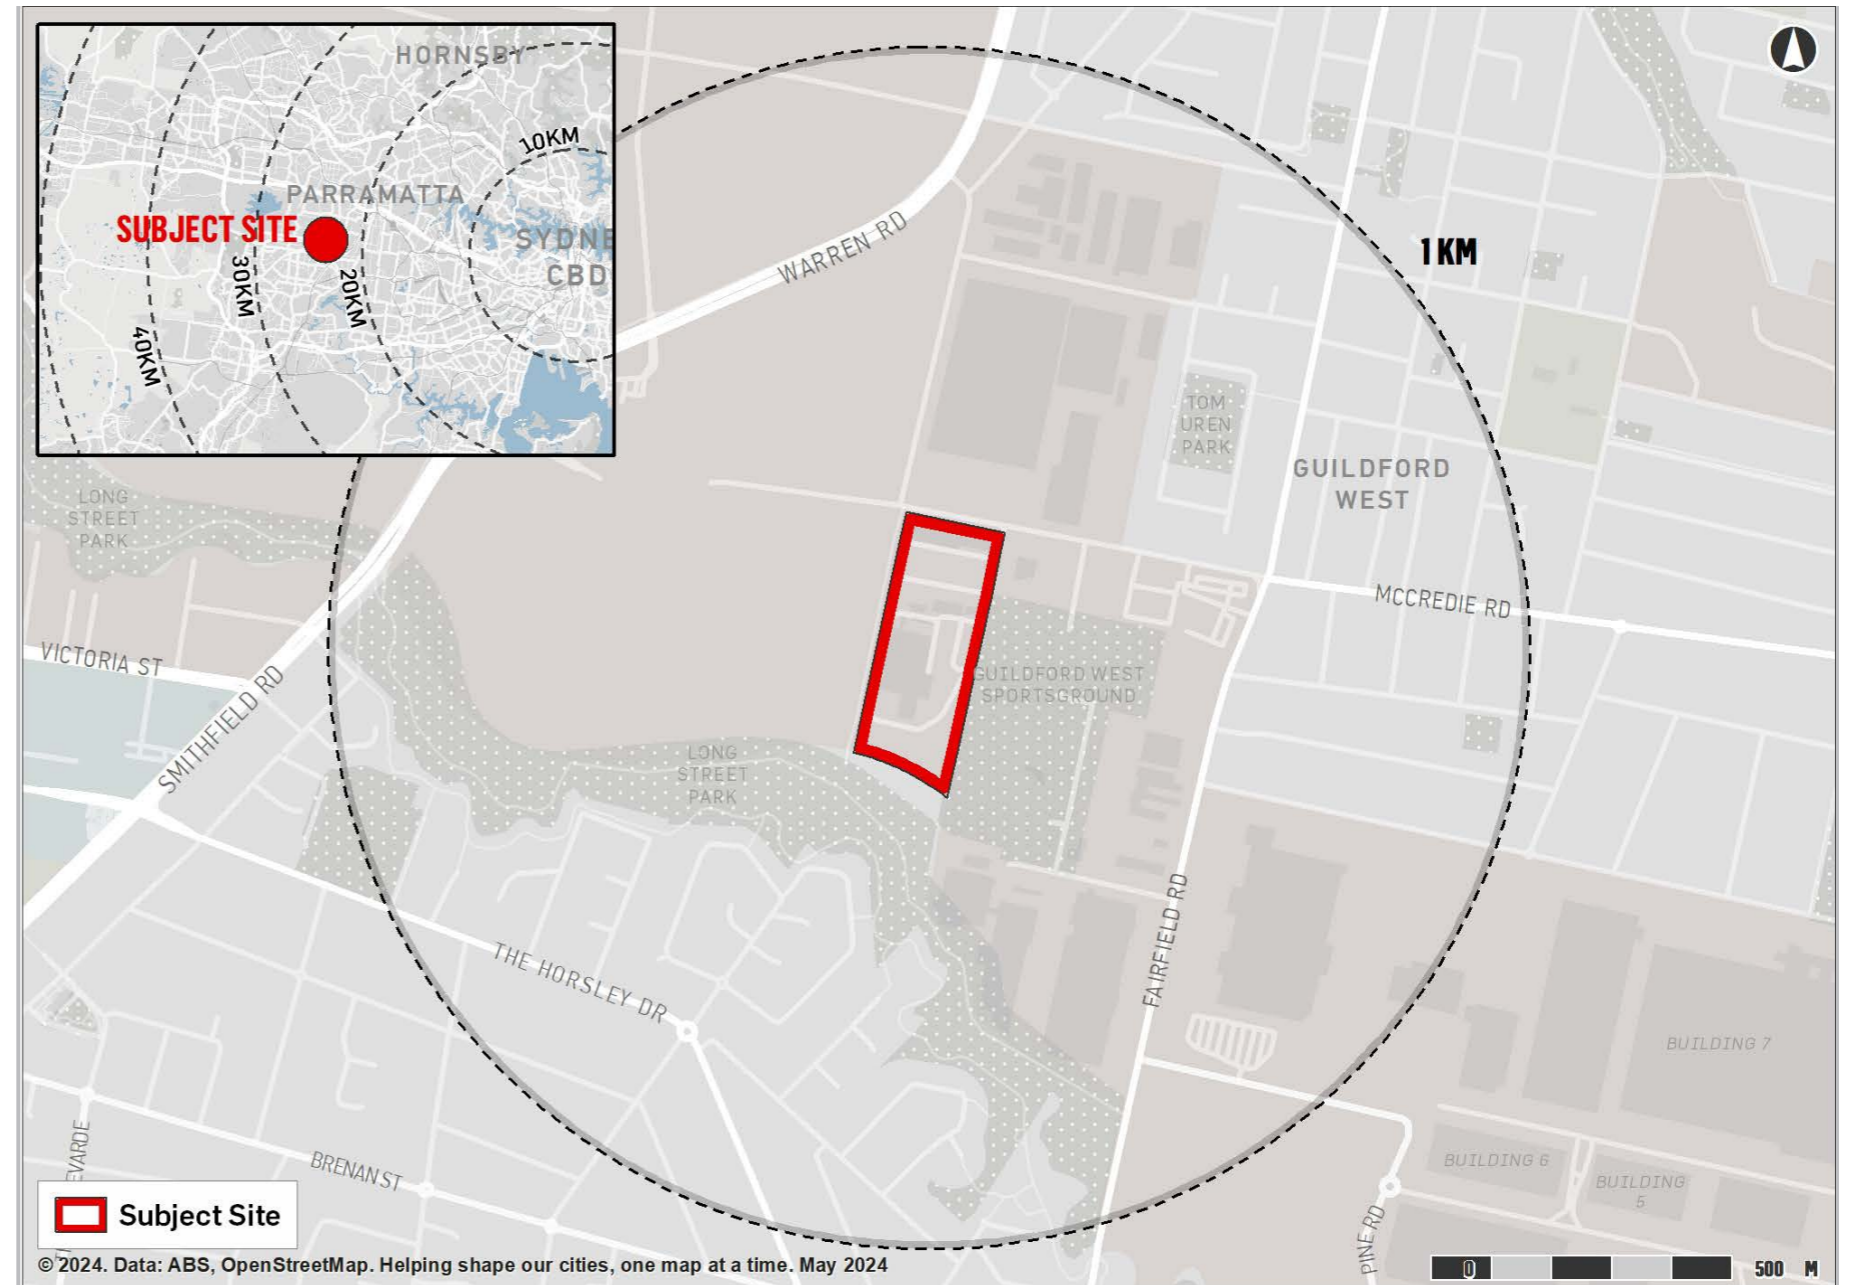 HORNSBY
10KM
PARRAMATTA
SUBJECT SITE
SYDNE
CBD
30KM
20KM
40KM
WARREN RD
1 KM
TOM
UREN
PARK
GUILDFORD
WEST
LONG
STREET
PARK
MCCREDIE RD
VICTORIA ST
GUILDFORD WEST
SPORTSGROUND
SMITHFIELD RD
LONG
STREET
PARK
FAIRFIELD RD
THE HORSLEY DR
BUILDING 7
EVARDE
BRENAN ST
BUILDING 6
BUILDING
5
PINE RD
Subject Site
© 2024. Data: ABS, OpenStreetMap. Helping shape our cities, one map at a time. May 2024
0 500 M